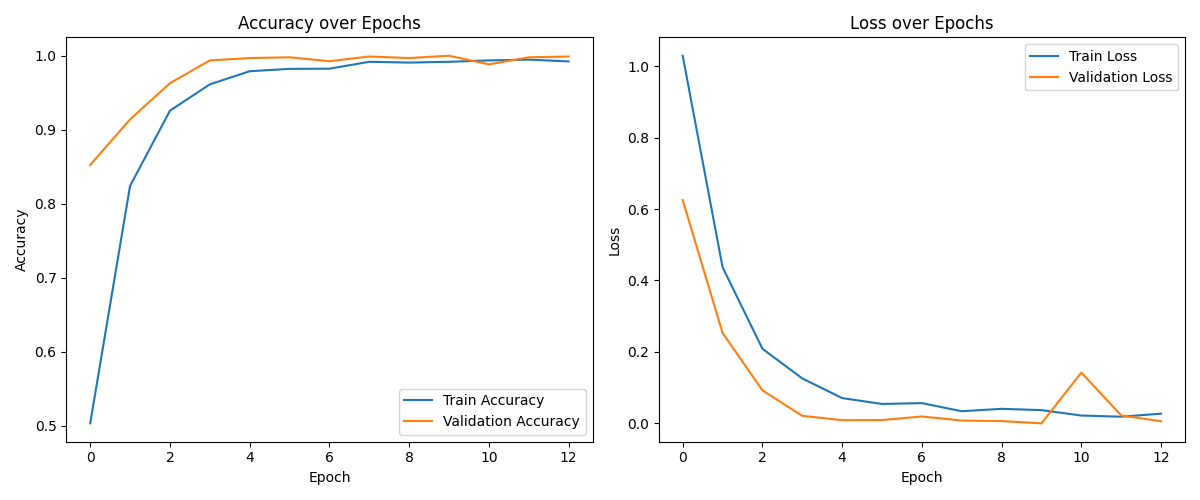 Accuracy over Epochs
1.0
0.9
0.8
0.7
0.6
0.5
Accuracy
0 2 4 6 8 10 12
Epoch
Train Accuracy
Validation Accuracy
Loss over Epochs
1.0
0.8
0.6
0.4
0.2
0.0
Loss
0 2 4 6 8 10 12
Epoch
Train Loss
Validation Loss